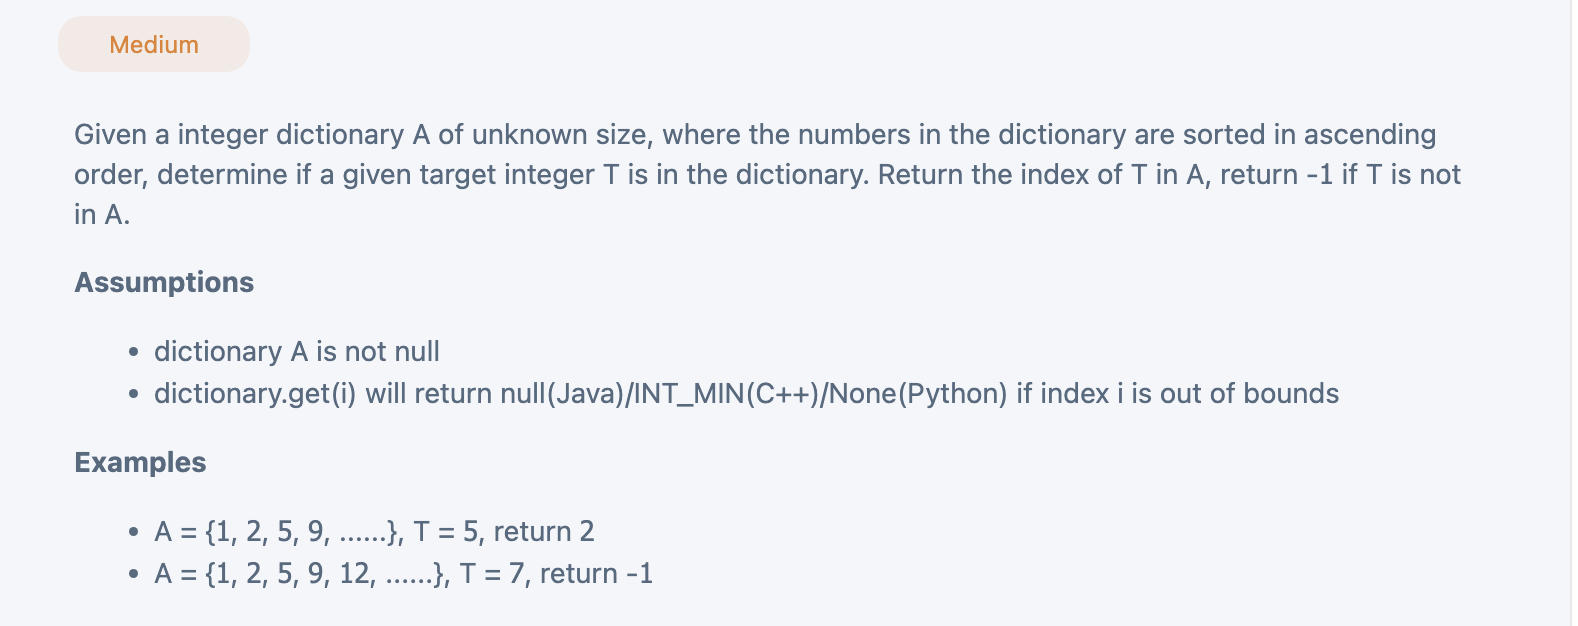 Medium
Given a integer dictionary A of unknown size, where the numbers in the dictionary are sorted in ascending
order, determine if a given target integer T is in the dictionary. Return the index of T in A, return -1 if T is not
in A.
Assumptions
• dictionary A is not null
• dictionary.get(i) will return null(Java)/INT_MIN(C++)/None(Python) if index i is out of bounds
Examples
• A = {1, 2, 5, 9, ......}, T = 5, return 2
• A = {1, 2, 5, 9, 12, ......}, T = 7, return -1